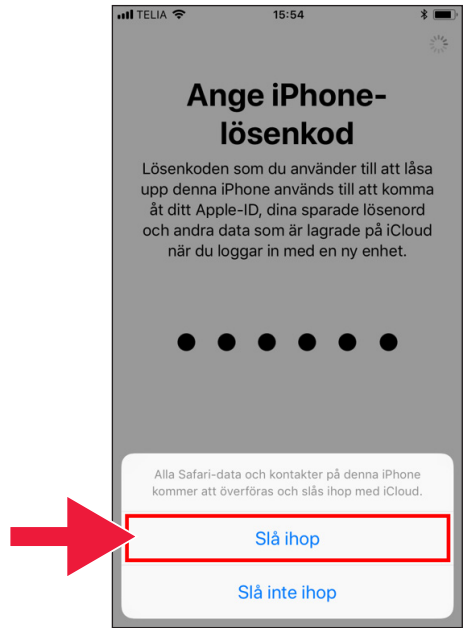 TELIA 15:54
Ange iPhone-
lösenkod
Lösenkoden som du använder till att låsa
upp denna iPhone används till att komma
åt ditt Apple-ID, dina sparade lösenord
och andra data som är lagrade på iCloud
när du loggar in med en ny enhet.
Alla Safari-data och kontakter på denna iPhone
kommer att överföras och slås ihop med iCloud.
Slå ihop
Slå inte ihop